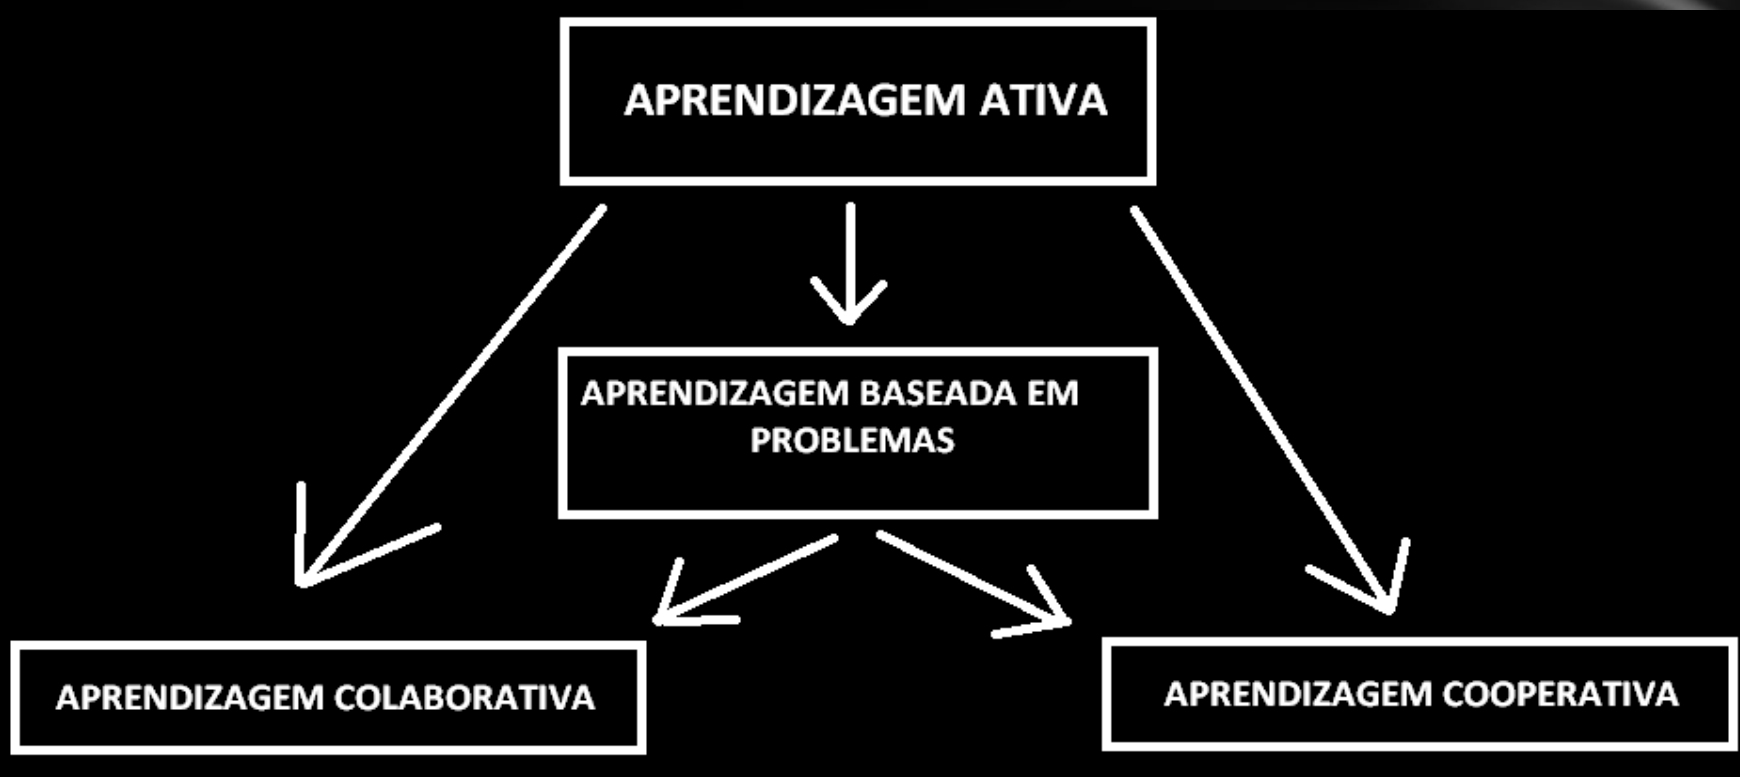 APRENDIZAGEM ATIVA
APRENDIZAGEM BASEADA EM
PROBLEMAS
APRENDIZAGEM COLABORATIVA
APRENDIZAGEM COOPERATIVA